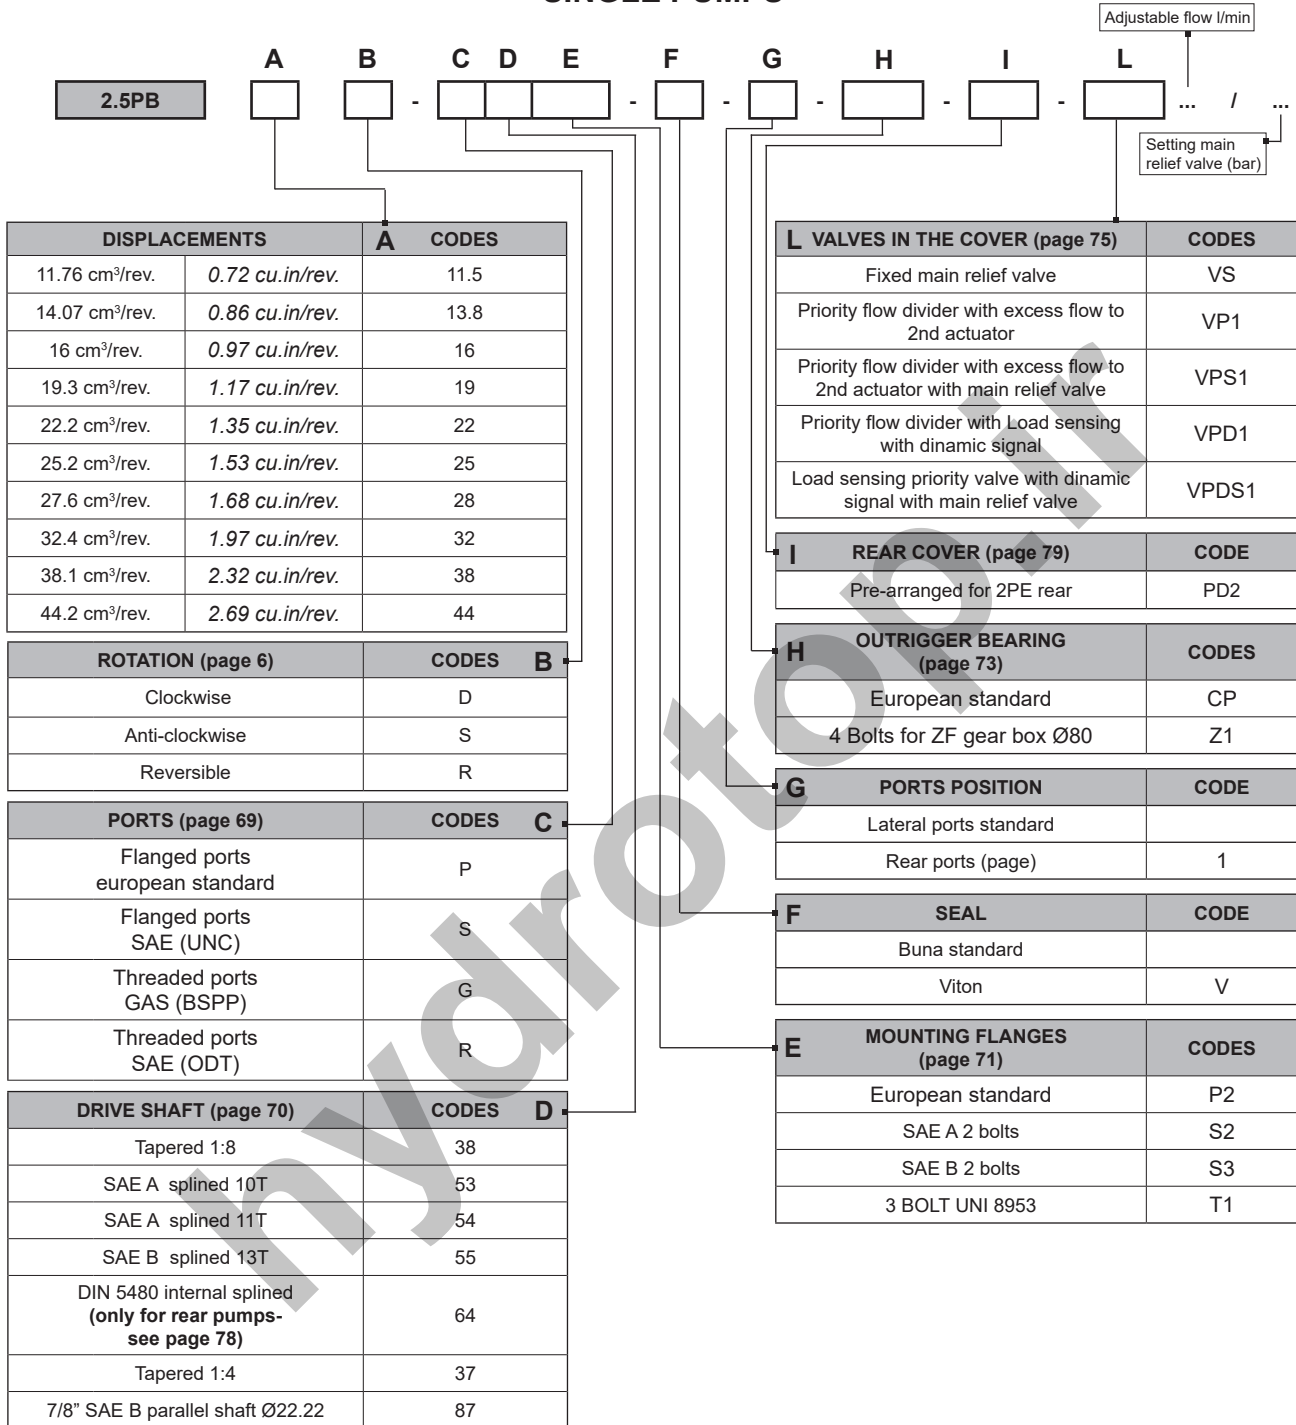 Adjustable flow l/min
A B C D E F G H I L
2.5PB - - - - - - ... / ...
Setting main
relief valve (bar)
DISPLACEMENTS A CODES
11.76 cm³/rev. 0.72 cu.in/rev. 11.5
14.07 cm³/rev. 0.86 cu.in/rev. 13.8
16 cm³/rev. 0.97 cu.in/rev. 16
19.3 cm³/rev. 1.17 cu.in/rev. 19
22.2 cm³/rev. 1.35 cu.in/rev. 22
25.2 cm³/rev. 1.53 cu.in/rev. 25
27.6 cm³/rev. 1.68 cu.in/rev. 28
32.4 cm³/rev. 1.97 cu.in/rev. 32
38.1 cm³/rev. 2.32 cu.in/rev. 38
44.2 cm³/rev. 2.69 cu.in/rev. 44
ROTATION (page 6) CODES B
Clockwise D
Anti-clockwise S
Reversible R
PORTS (page 69) CODES C
Flanged ports
european standard P
Flanged ports
SAE (UNC) S
Threaded ports
GAS (BSPP) G
Threaded ports
SAE (ODT) R
DRIVE SHAFT (page 70) CODES D
Tapered 1:8 38
SAE A splined 10T 53
SAE A splined 11T 54
SAE B splined 13T 55
DIN 5480 internal splined
(only for rear pumps- 64
see page 78)
Tapered 1:4 37
7/8” SAE B parallel shaft Ø22.22 87
L VALVES IN THE COVER (page 75) CODES
Fixed main relief valve VS
Priority flow divider with excess flow to
2nd actuator VP1
Priority flow divider with excess flow to
2nd actuator with main relief valve VPS1
Priority flow divider with Load sensing
with dinamic signal VPD1
Load sensing priority valve with dinamic
signal with main relief valve VPDS1
I REAR COVER (page 79) CODE
Pre-arranged for 2PE rear PD2
H OUTRIGGER BEARING
(page 73) CODES
European standard CP
4 Bolts for ZF gear box Ø80 Z1
G PORTS POSITION CODE
Lateral ports standard
Rear ports (page) 1
F SEAL CODE
Buna standard
Viton V
E MOUNTING FLANGES
(page 71) CODES
European standard P2
SAE A 2 bolts S2
SAE B 2 bolts S3
3 BOLT UNI 8953 T1
hydrotop.ir